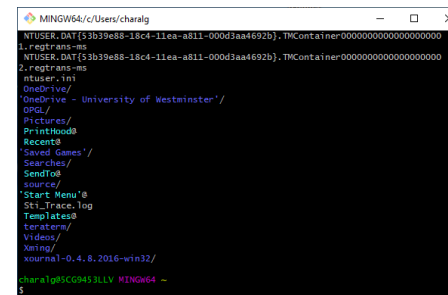 MINGW64:/c/Users/charalg
NTUSER.DAT{53b39e88-18c4-11ea-a811-000d3aa4692b}.TMContainer0000000000000000000
1.regtrans-ms
NTUSER.DAT{53b39e88-18c4-11ea-a811-000d3aa4692b}.TMContainer0000000000000000000
2.regtrans-ms
ntuser.ini
OneDrive/
'OneDrive - University of Westminster'/
OPGL/
Pictures/
PrintHood@
Recent@
'Saved Games'/
Searches/
SendTo@
source/
'Start Menu'@
Sti_Trace.log
Templates@
teraterm/
Videos/
Xming/
xournal-0.4.8.2016-win32/
charalg@5CG9453LLV MINGW64 ~
$